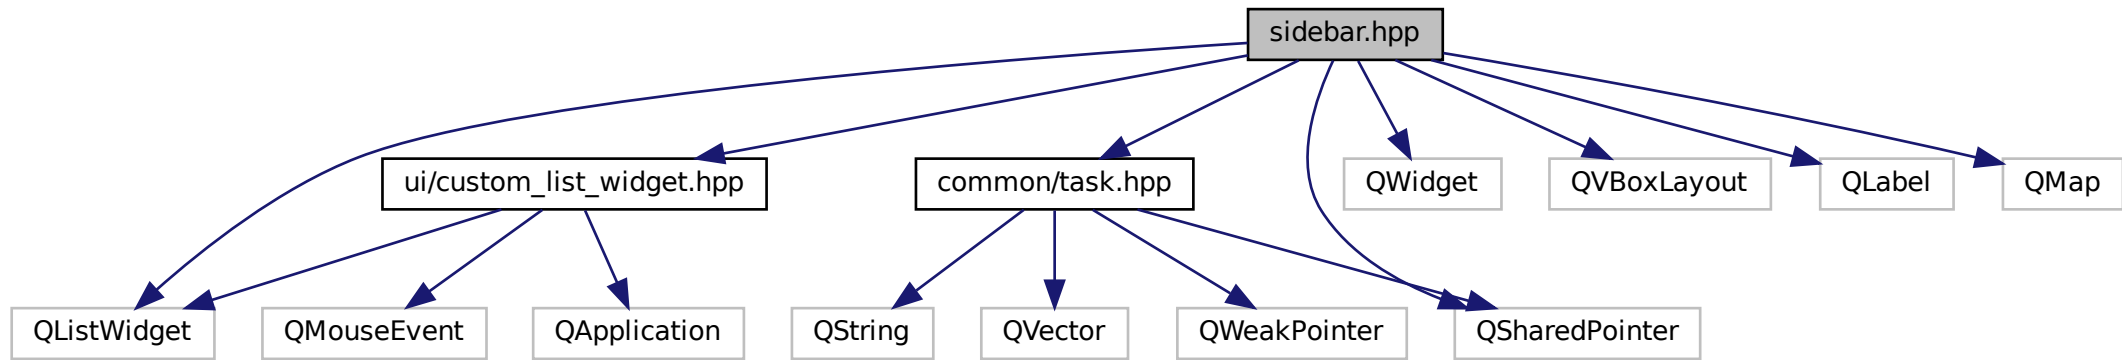 sidebar.hpp
ui/custom_list_widget.hpp
common/task.hpp
QWidget
QVBoxLayout
QLabel
QMap
QListWidget
QMouseEvent
QApplication
QString
QVector
QWeakPointer
QSharedPointer